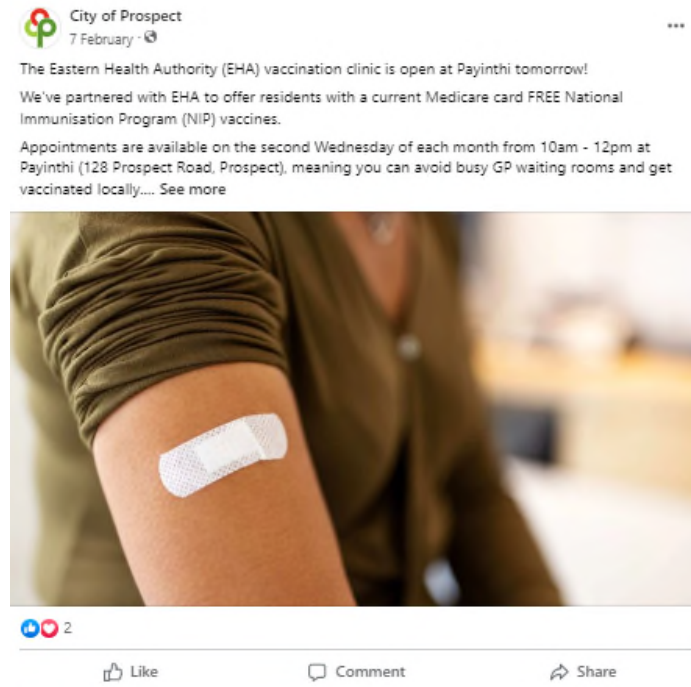 City of Prospect
7 February ·
The Eastern Health Authority (EHA) vaccination clinic is open at Payinthi tomorrow!
We've partnered with EHA to offer residents with a current Medicare card FREE National
Immunisation Program (NIP) vaccines.
Appointments are available on the second Wednesday of each month from 10am - 12pm at
Payinthi (128 Prospect Road, Prospect), meaning you can avoid busy GP waiting rooms and get
vaccinated locally.... See more
2
Like Comment Share